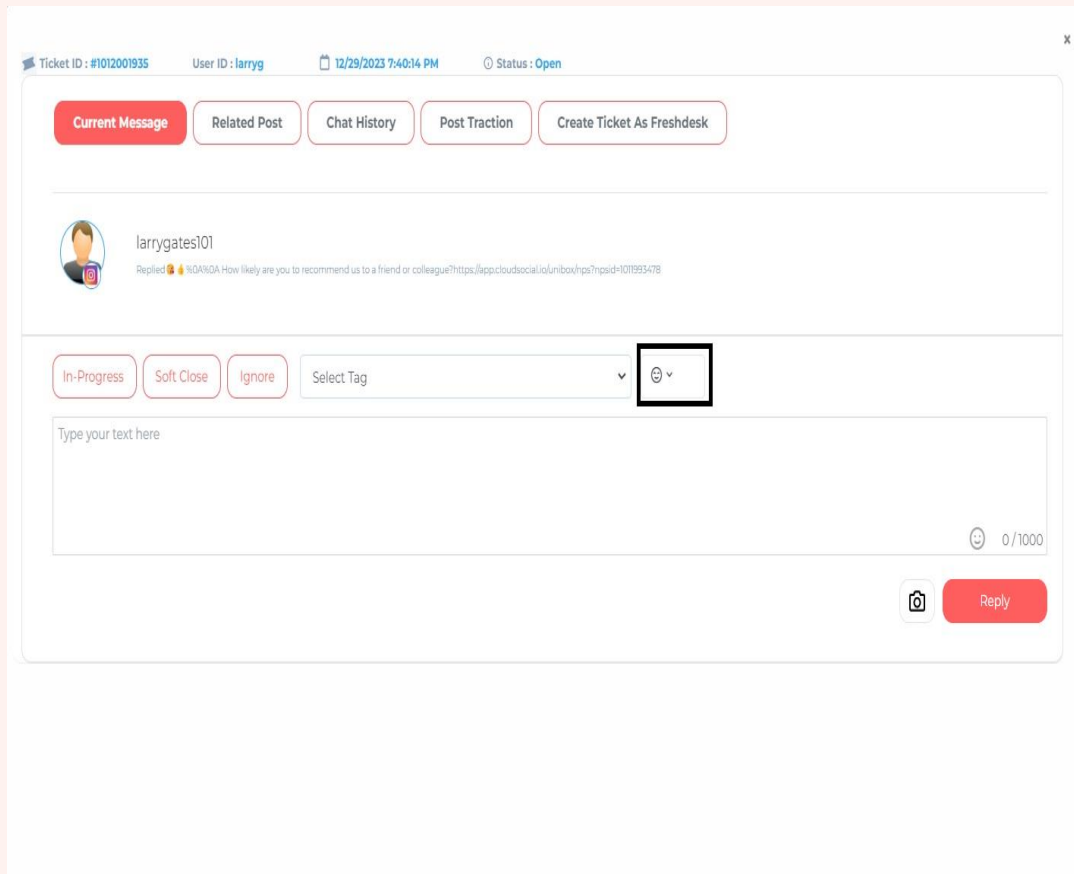 x
Ticket ID : #1012001935 User ID : larryg 12/29/2023 7:40:14 PM Status : Open
Current Message Related Post Chat History Post Traction Create Ticket As Freshdesk
larrygates101
Replied 😘 👍 %0A%0A How likely are you to recommend us to a friend or colleague?https://app.cloudsocial.io/unibox/nps?npsid=1011993478
In-Progress Soft Close Ignore Select Tag
Type your text here
0 / 1000
Reply